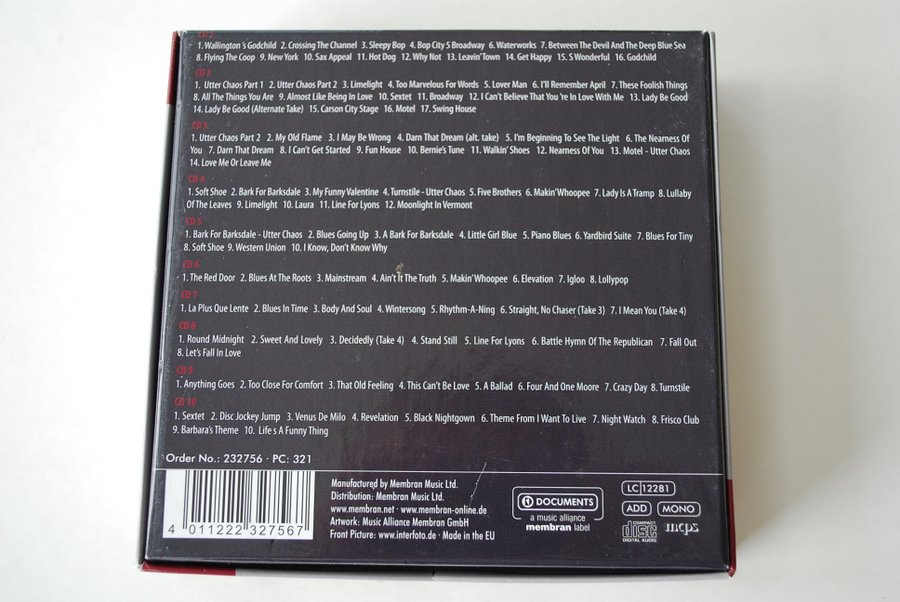 CD 1
1. Wallington's Godchild 2. Crossing The Channel 3. Sleepy Bop 4. Bop City 5 Broadway 6. Waterworks 7. Between The Devil And The Deep Blue Sea
8. Flying The Coop 9. New York 10. Sax Appeal 11. Hot Dog 12. Why Not 13. Leavin' Town 14. Get Happy 15. S Wonderful 16. Godchild
CD 2
1. Utter Chaos Part 1 2. Utter Chaos Part 2 3. Limelight 4. Too Marvelous For Words 5. Lover Man 6. I'll Remember April 7. These Foolish Things
8. All The Things You Are 9. Almost Like Being In Love 10. Sextet 11. Broadway 12. I Can't Believe That You 're In Love With Me 13. Lady Be Good
14. Lady Be Good (Alternate Take) 15. Carson City Stage 16. Motel 17. Swing House
CD 3
1. Utter Chaos Part 2 2. My Old Flame 3. I May Be Wrong 4. Darn That Dream (alt. take) 5. I'm Beginning To See The Light 6. The Nearness Of
You 7. Darn That Dream 8. I Can't Get Started 9. Fun House 10. Bernie's Tune 11. Walkin' Shoes 12. Nearness Of You 13. Motel - Utter Chaos
14. Love Me Or Leave Me
CD 4
1. Soft Shoe 2. Bark For Barksdale 3. My Funny Valentine 4. Turnstile - Utter Chaos 5. Five Brothers 6. Makin' Whoopee 7. Lady Is A Tramp 8. Lullaby
Of The Leaves 9. Limelight 10. Laura 11. Line For Lyons 12. Moonlight In Vermont
CD 5
1. Bark For Barksdale - Utter Chaos 2. Blues Going Up 3. A Bark For Barksdale 4. Little Girl Blue 5. Piano Blues 6. Yardbird Suite 7. Blues For Tiny
8. Soft Shoe 9. Western Union 10. I Know, Don't Know Why
CD 6
1. The Red Door 2. Blues At The Roots 3. Mainstream 4. Ain't It The Truth 5. Makin' Whoopee 6. Elevation 7. Igloo 8. Lollypop
CD 7
1. La Plus Que Lente 2. Blues In Time 3. Body And Soul 4. Wintersong 5. Rhythm-A-Ning 6. Straight, No Chaser (Take 3) 7. I Mean You (Take 4)
CD 8
1. Round Midnight 2. Sweet And Lovely 3. Decidedly (Take 4) 4. Stand Still 5. Line For Lyons 6. Battle Hymn Of The Republican 7. Fall Out
8. Let's Fall In Love
CD 9
1. Anything Goes 2. Too Close For Comfort 3. That Old Feeling 4. This Can't Be Love 5. A Ballad 6. Four And One Moore 7. Crazy Day 8. Turnstile
CD 10
1. Sextet 2. Disc Jockey Jump 3. Venus De Milo 4. Revelation 5. Black Nightgown 6. Theme From I Want To Live 7. Night Watch 8. Frisco Club
9. Barbara's Theme 10. Life s A Funny Thing
Order No.: 232756 · PC: 321
4 011222 327567
Manufactured by Membran Music Ltd.
Distribution: Membran Music Ltd.
www.membran.net · www.membran-online.de
Artwork: Music Alliance Membran GmbH
Front Picture: www.interfoto.de · Made in the EU
DOCUMENTS
a music alliance
membran label
LC 12281
ADD MONO
COMPACT
disc
DIGITAL AUDIO
mcps